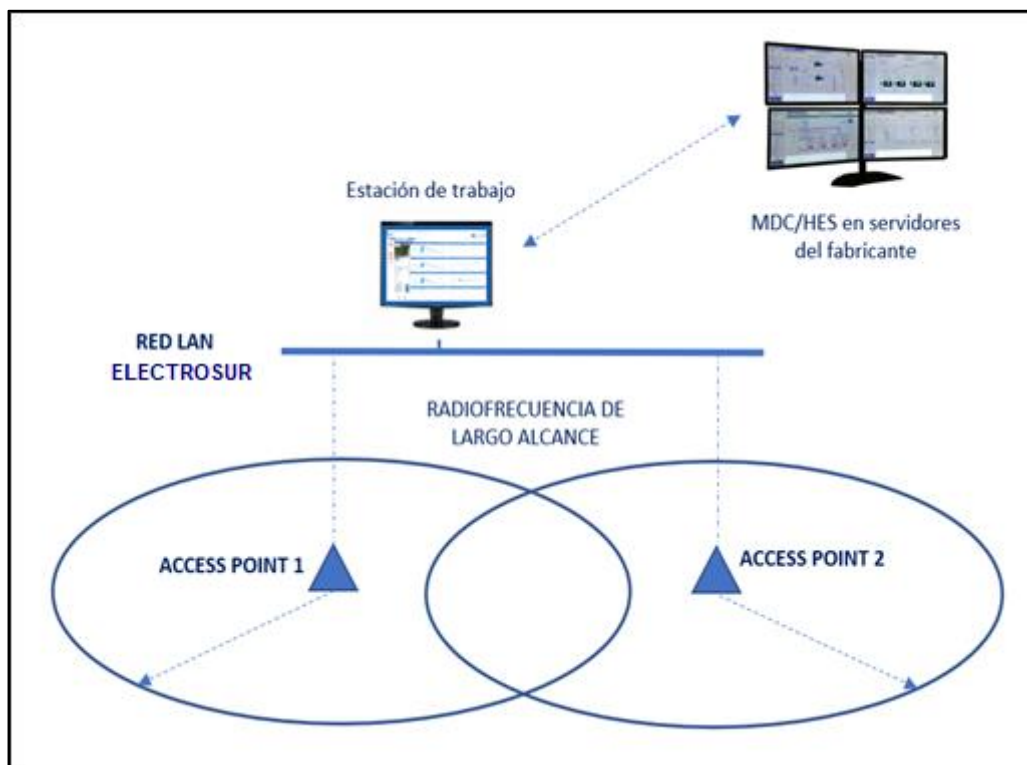 Estación de trabajo
MDC/HES en servidores
del fabricante
RED LAN
ELECTROSUR
RADIOFRECUENCIA DE
LARGO ALCANCE
ACCESS POINT 1
ACCESS POINT 2